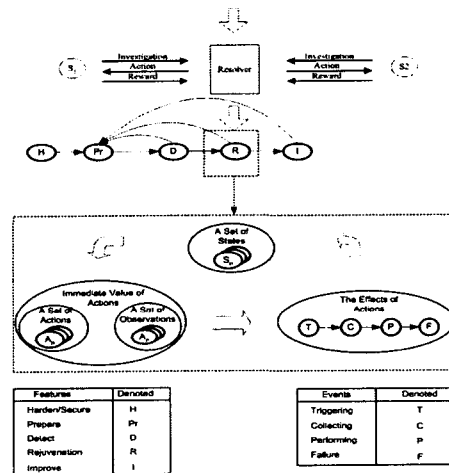 Investigation
Action
Reward
Resolver
Investigation
Action
Reward
S1
S2
H
Pr
D
R
I
A Set of
States
Sn
Immediate Value of
Actions
A Set of
Actions
An
A Set of
Observations
The Effects of
Actions
T
C
P
F
Features Denoted
Harden/Secure H
Prepare Pr
Detect D
Rejuvenation R
Improve I
Events Denoted
Triggering T
Collecting C
Performing P
Failure F